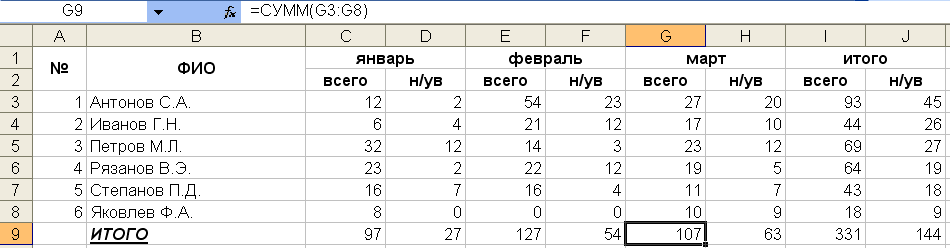 G9 fx =СУММ(G3:G8)
A B C D E F G H I J
1 № ФИО январь февраль март итого
2 всего н/ув всего н/ув всего н/ув всего н/ув
3 1 Антонов С.А. 12 2 54 23 27 20 93 45
4 2 Иванов Г.Н. 6 4 21 12 17 10 44 26
5 3 Петров М.Л. 32 12 14 3 23 12 69 27
6 4 Рязанов В.Э. 23 2 22 12 19 5 64 19
7 5 Степанов П.Д. 16 7 16 4 11 7 43 18
8 6 Яковлев Ф.А. 8 0 0 0 10 9 18 9
9 ИТОГО 97 27 127 54 107 63 331 144